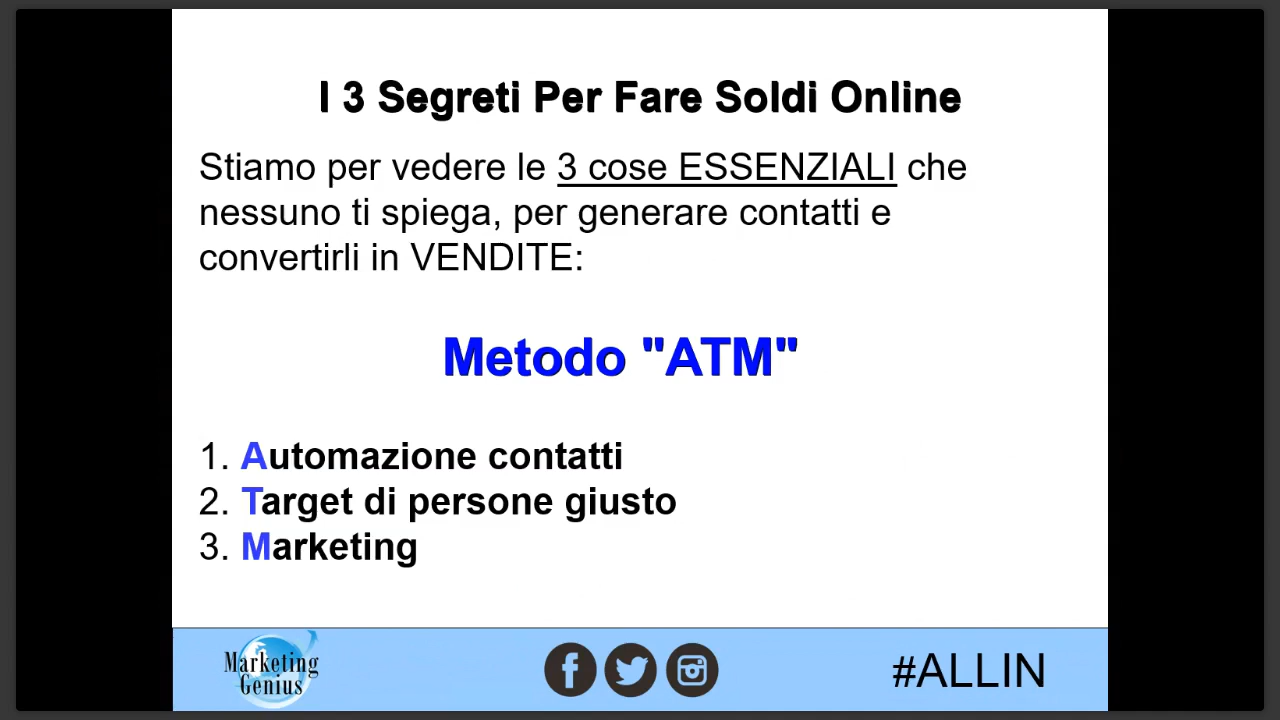 I 3 Segreti Per Fare Soldi Online
Stiamo per vedere le 3 cose ESSENZIALI che
nessuno ti spiega, per generare contatti e
convertirli in VENDITE:
Metodo "ATM"
1. Automazione contatti
2. Target di persone giusto
3. Marketing
Marketing
Genius
#ALLIN